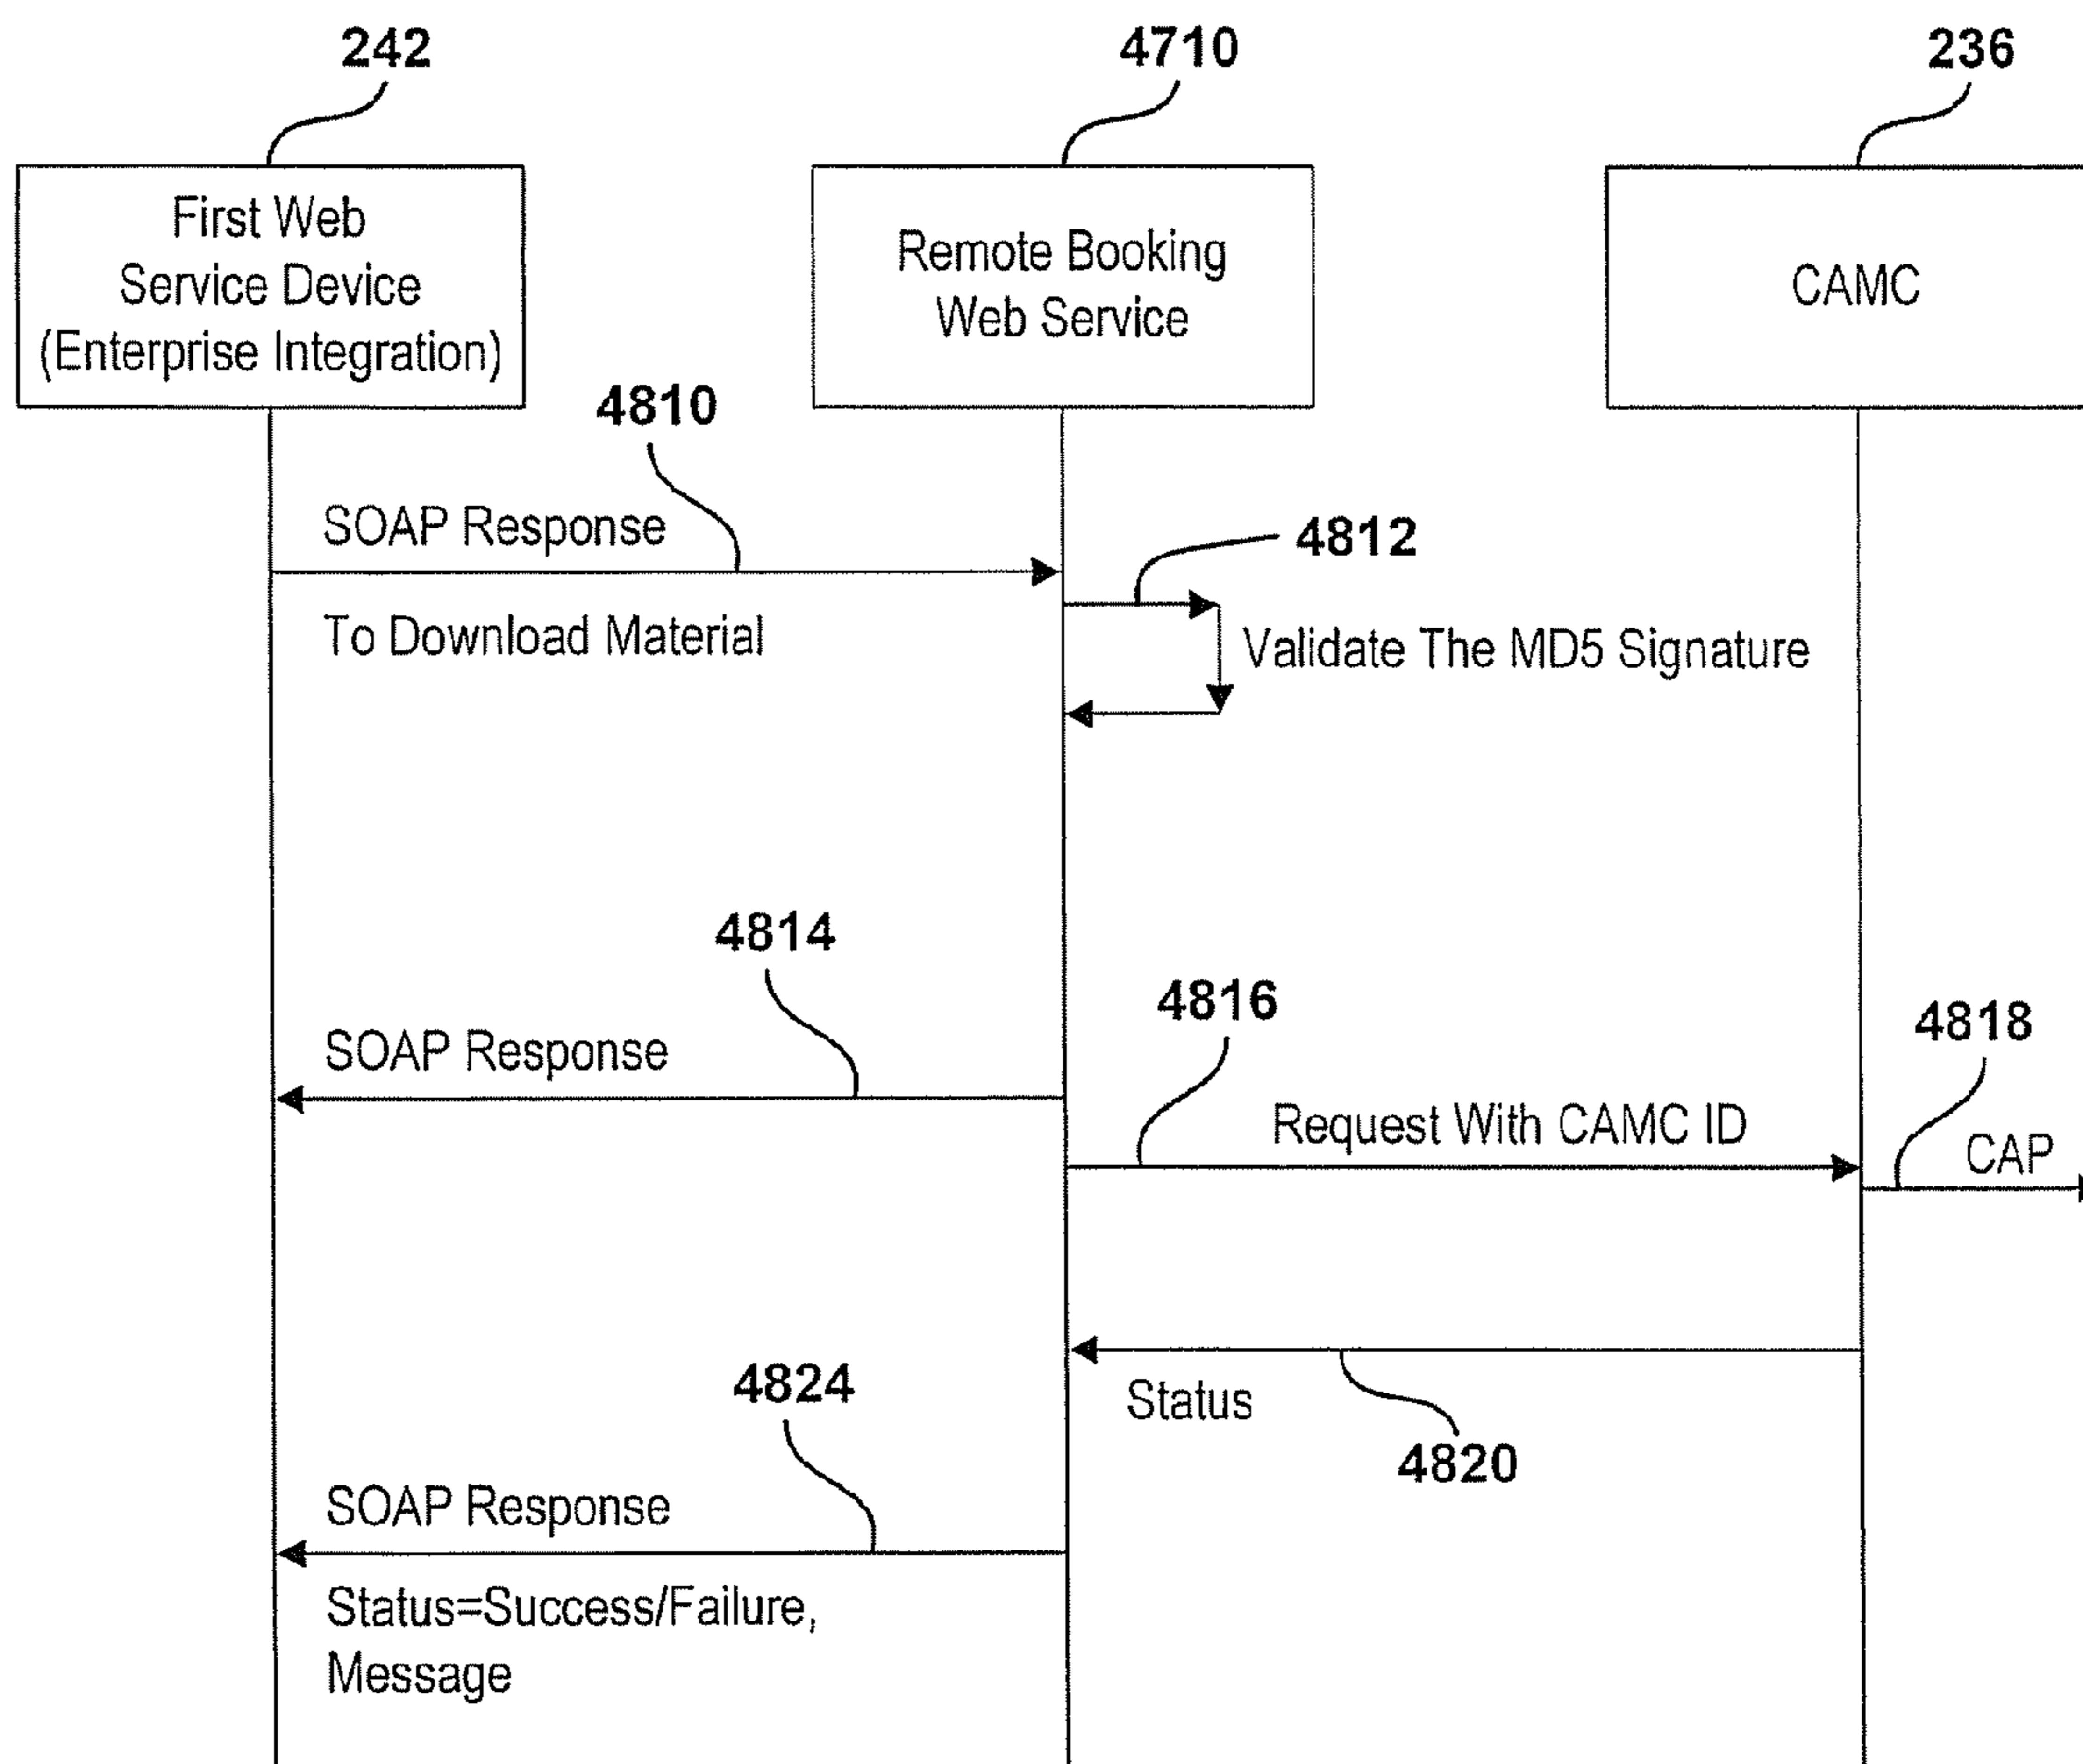 242
4710
236
First Web
Service Device
(Enterprise Integration)
Remote Booking
Web Service
CAMC
4810
SOAP Response
4812
To Download Material
Validate The MD5 Signature
4814
4816
4818
SOAP Response
Request With CAMC ID
CAP
4824
Status
4820
SOAP Response
Status=Success/Failure,
Message